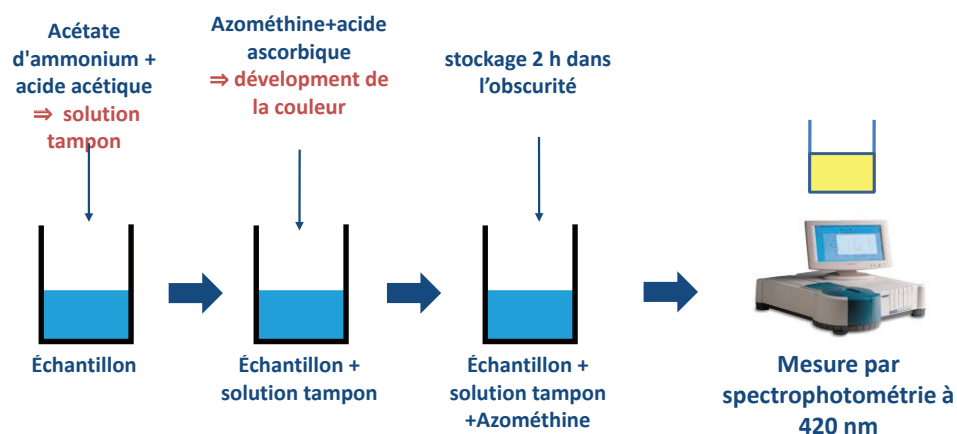 Acétate
d'ammonium +
acide acétique
⇒ solution
tampon
Azométhine+acide
ascorbique
⇒ dévelopment de
la couleur
stockage 2 h dans
l'obscurité
Échantillon
Échantillon +
solution tampon
Échantillon +
solution tampon
+Azométhine
Mesure par
spectrophotométrie à
420 nm